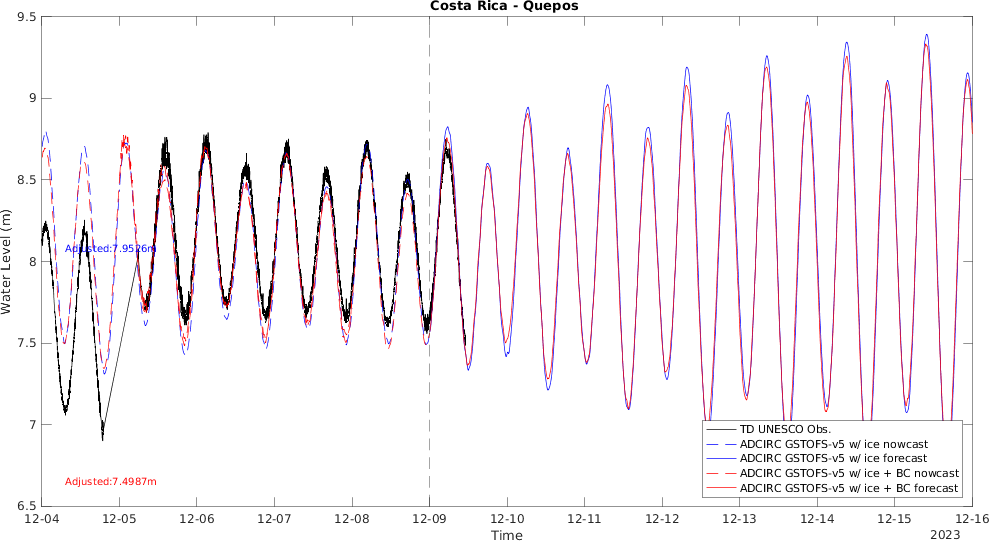 Costa Rica - Quepos
9.5
9
8.5
8
7.5
7
6.5
Water Level (m)
Adjusted:7.9526m
Adjusted:7.4987m
TD UNESCO Obs.
ADCIRC GSTOFS-v5 w/ ice nowcast
ADCIRC GSTOFS-v5 w/ ice forecast
ADCIRC GSTOFS-v5 w/ ice + BC nowcast
ADCIRC GSTOFS-v5 w/ ice + BC forecast
12-04 12-05 12-06 12-07 12-08 12-09 12-10 12-11 12-12 12-13 12-14 12-15 12-16
Time
2023